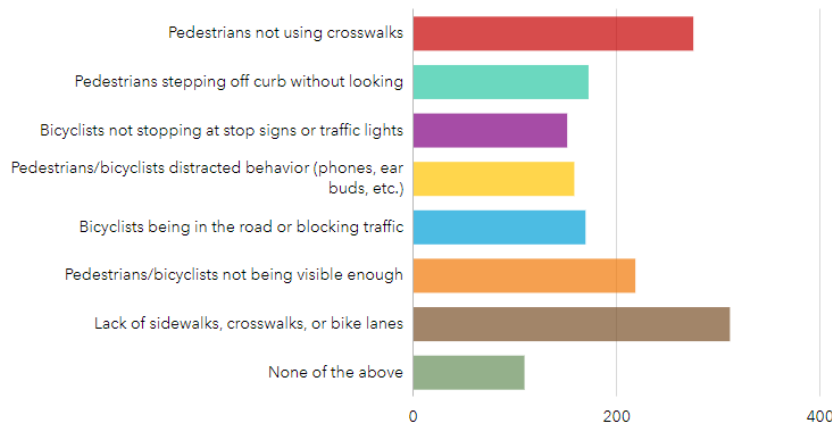 Pedestrians not using crosswalks
Pedestrians stepping off curb without looking
Bicyclists not stopping at stop signs or traffic lights
Pedestrians/bicyclists distracted behavior (phones, ear
buds, etc.)
Bicyclists being in the road or blocking traffic
Pedestrians/bicyclists not being visible enough
Lack of sidewalks, crosswalks, or bike lanes
None of the above
0 200 400